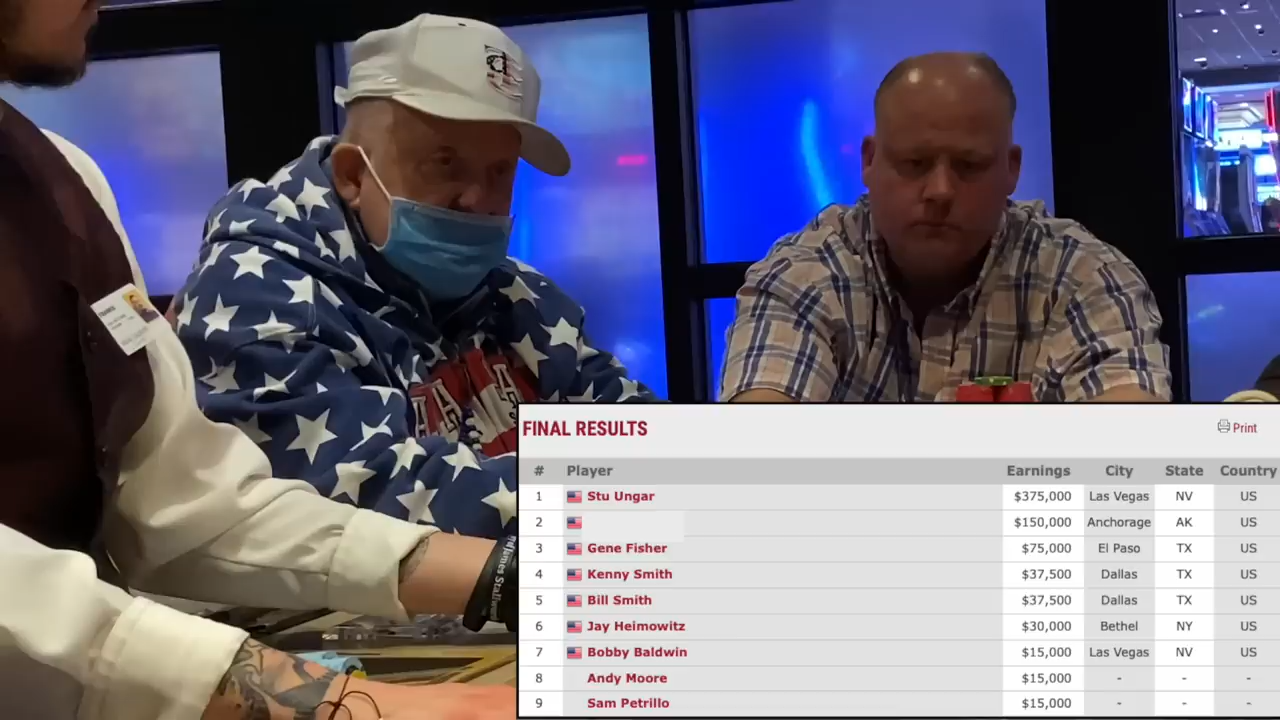 FINAL RESULTS
Print
# Player Earnings City State Country
1 Stu Ungar $375,000 Las Vegas NV US
2 $150,000 Anchorage AK US
3 Gene Fisher $75,000 El Paso TX US
4 Kenny Smith $37,500 Dallas TX US
5 Bill Smith $37,500 Dallas TX US
6 Jay Heimowitz $30,000 Bethel NY US
7 Bobby Baldwin $15,000 Las Vegas NV US
8 Andy Moore $15,000 - - -
9 Sam Petrillo $15,000 - - -